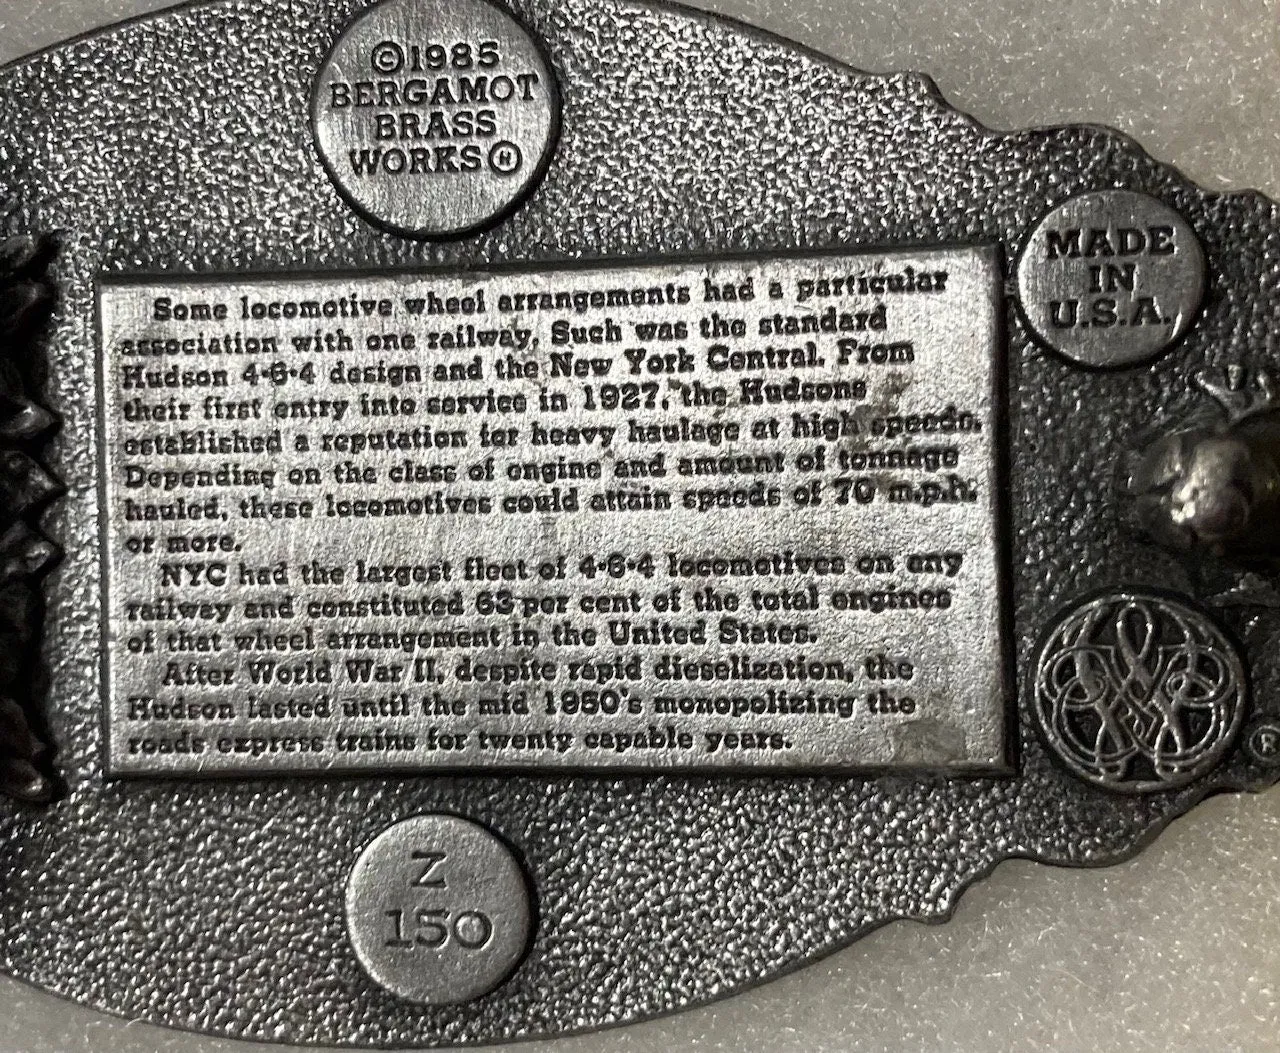 ©1985
BERGAMOT
BRASS
WORKS
MADE
IN
U.S.A.
Some locomotive wheel arrangements had a particular
association with one railway. Such was the standard
Hudson 4-6-4 design and the New York Central. From
their first entry into service in 1927, the Hudsons
established a reputation for heavy haulage at high speeds.
Depending on the class of engine and amount of tonnage
hauled, these locomotives could attain speeds of 70 m.p.h.
or more.
NYC had the largest fleet of 4-6-4 locomotives on any
railway and constituted 63 per cent of the total engines
of that wheel arrangement in the United States.
After World War II, despite rapid dieselization, the
Hudson lasted until the mid 1950's monopolizing the
roads express trains for twenty capable years.
®
Z
150